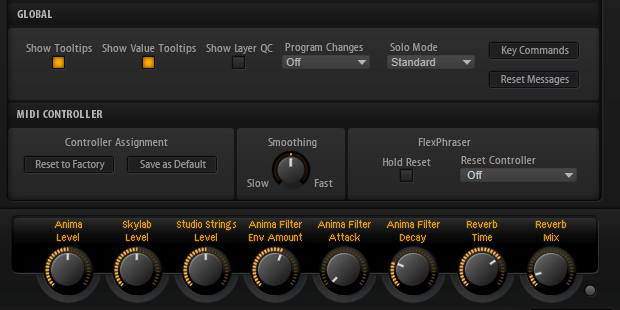 GLOBAL
Show Tooltips
Show Value Tooltips
Show Layer QC
Program Changes
Off
Solo Mode
Standard
Key Commands
Reset Messages
MIDI CONTROLLER
Controller Assignment
Reset to Factory
Save as Default
Smoothing
Slow
Fast
FlexPhraser
Hold Reset
Reset Controller
Off
Anima
Level
Skylab
Level
Studio Strings
Level
Anima Filter
Env Amount
Anima Filter
Attack
Anima Filter
Decay
Reverb
Time
Reverb
Mix